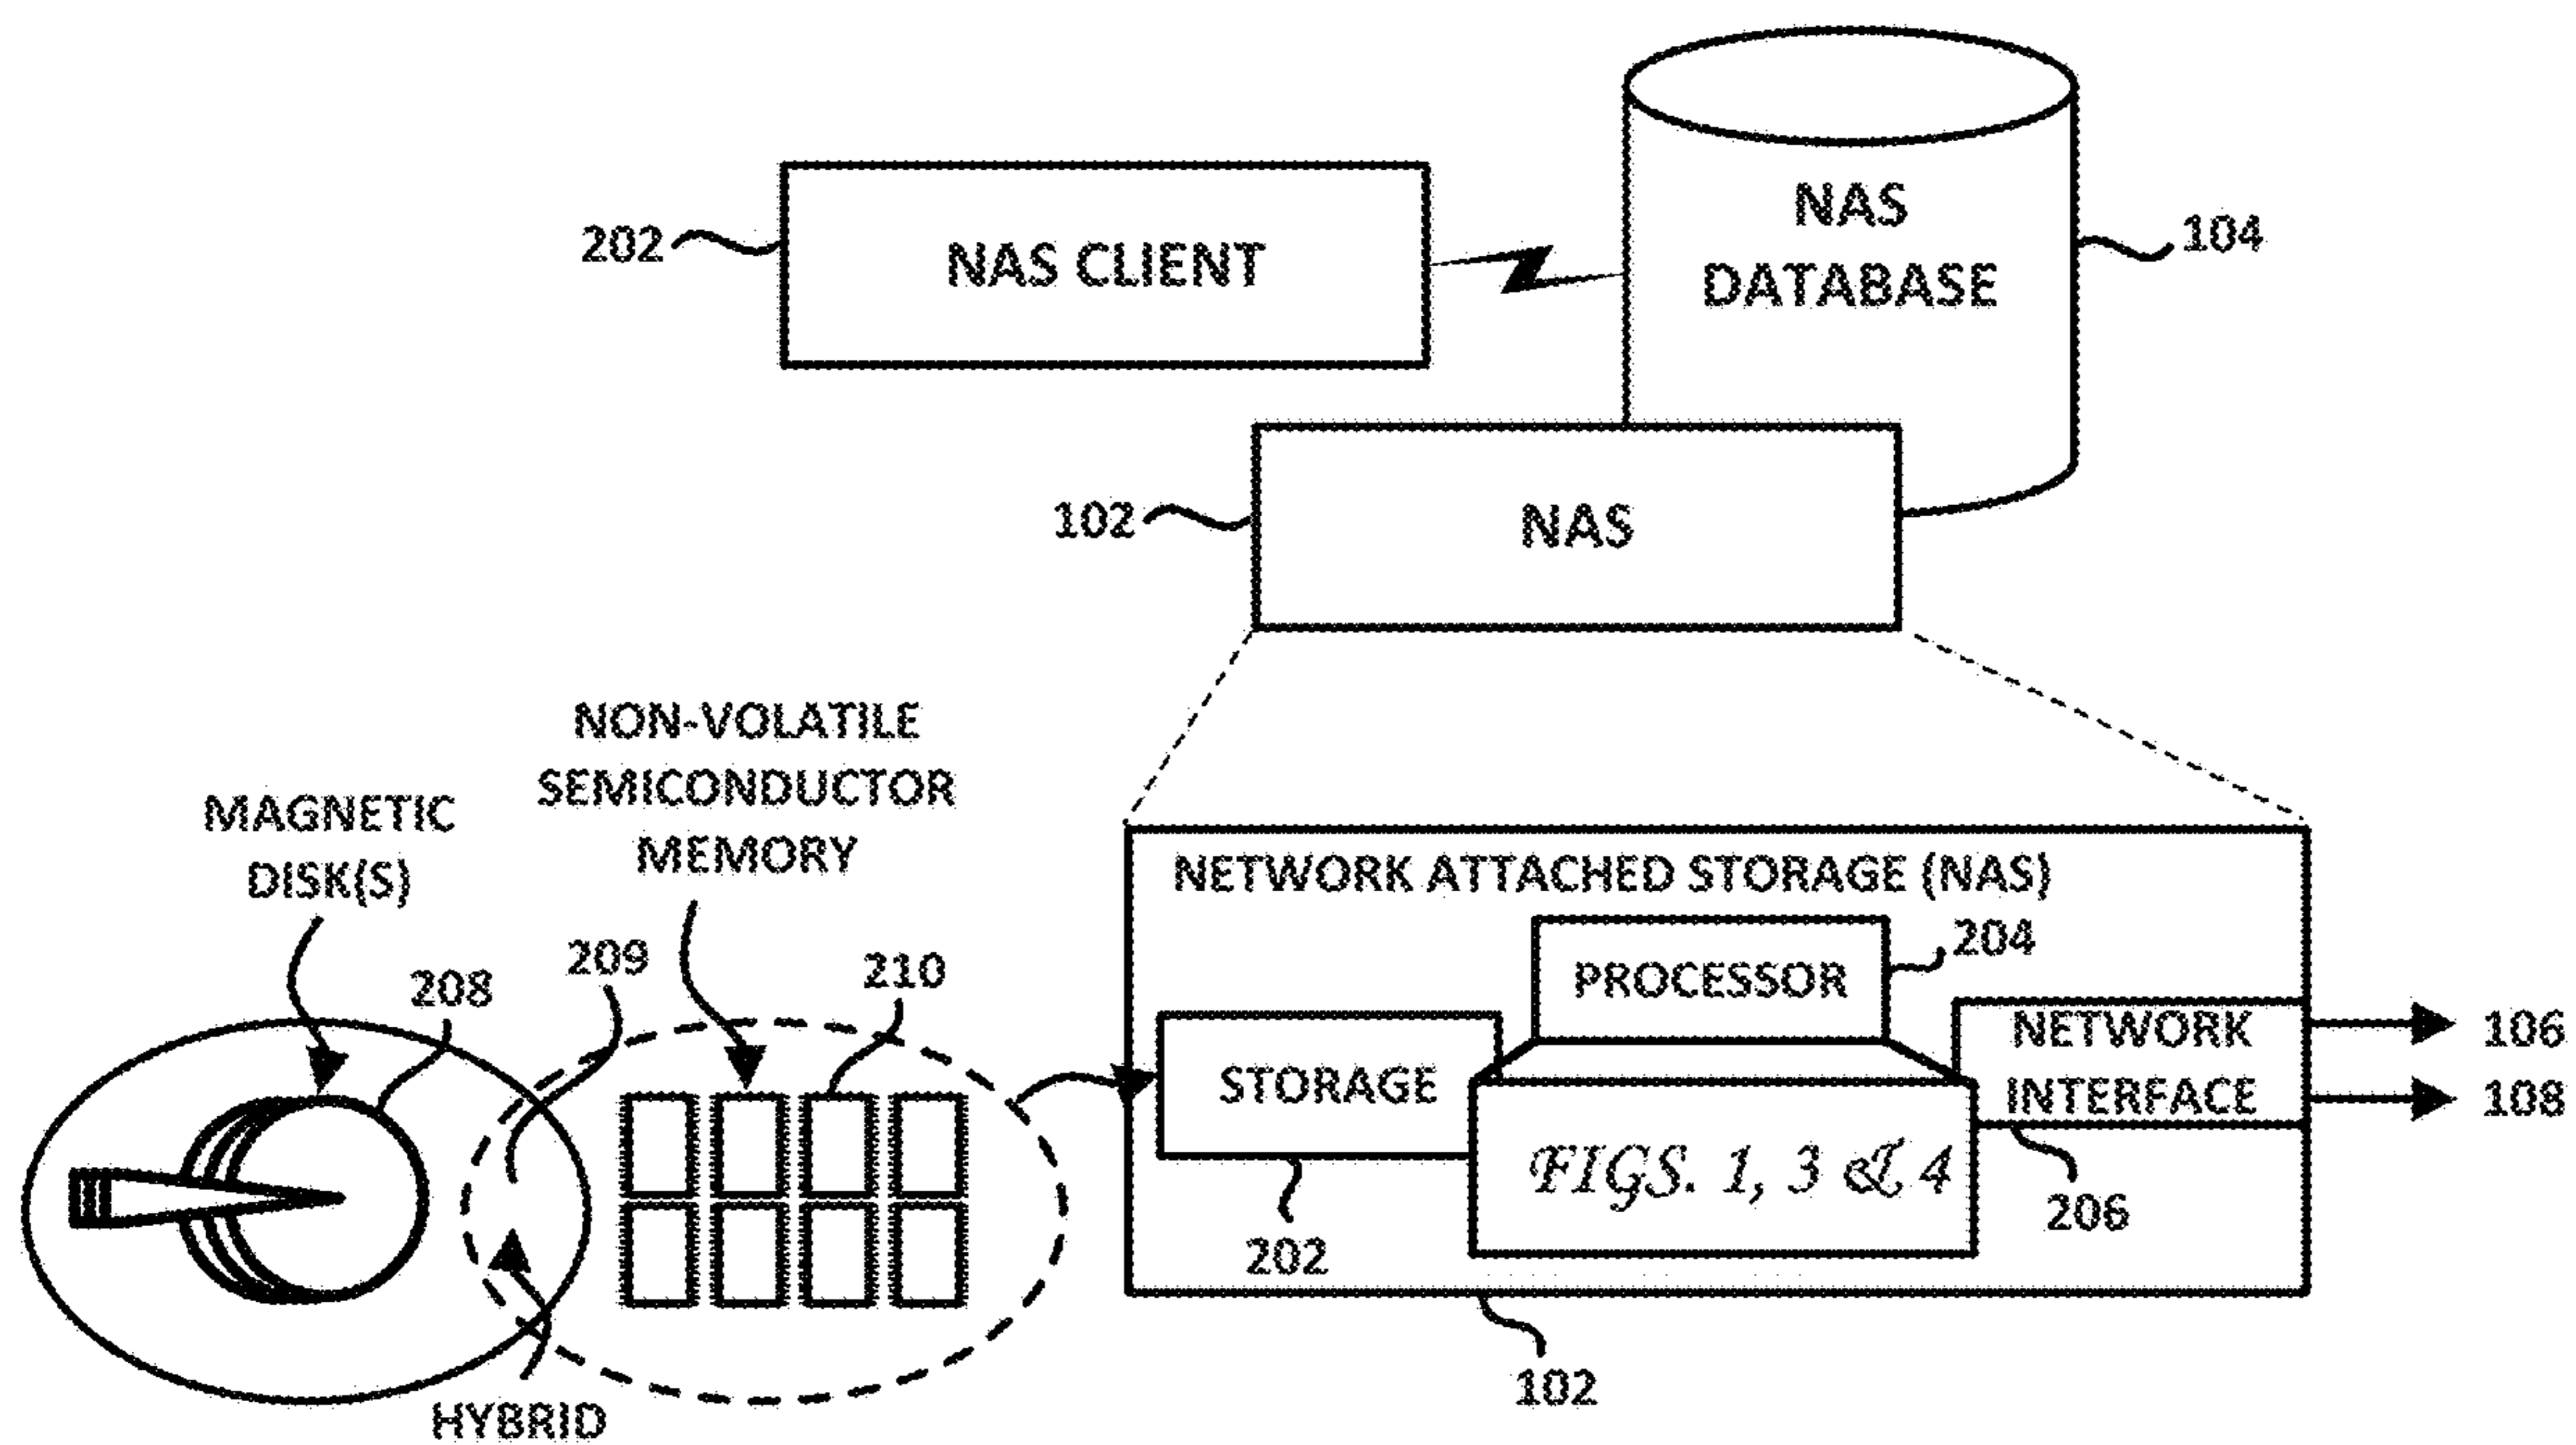 NAS
DATABASE
104
202
NAS CLIENT
102
NAS
NON-VOLATILE
SEMICONDUCTOR
MEMORY
MAGNETIC
DISK(S)
208
209
210
NETWORK ATTACHED STORAGE (NAS)
PROCESSOR
204
STORAGE
202
NETWORK
INTERFACE
206
106
108
FIGS. 1, 3 & 4
102
HYBRID